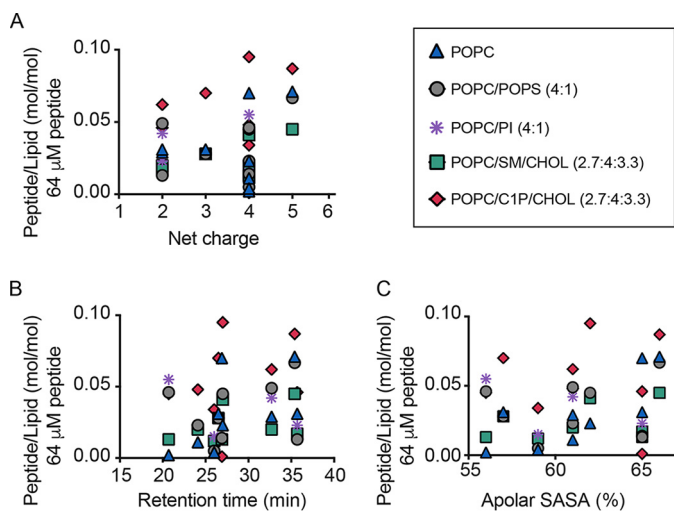 A
Peptide/Lipid (mol/mol)
64 µM peptide
0.10
0.05
0.00
1 2 3 4 5 6
Net charge
POPC
POPC/POPS (4:1)
POPC/PI (4:1)
POPC/SM/CHOL (2.7:4:3.3)
POPC/C1P/CHOL (2.7:4:3.3)
B
Peptide/Lipid (mol/mol)
64 µM peptide
0.10
0.05
0.00
15 20 25 30 35 40
Retention time (min)
C
Peptide/Lipid (mol/mol)
64 µM peptide
0.10
0.05
0.00
55 60 65
Apolar SASA (%)